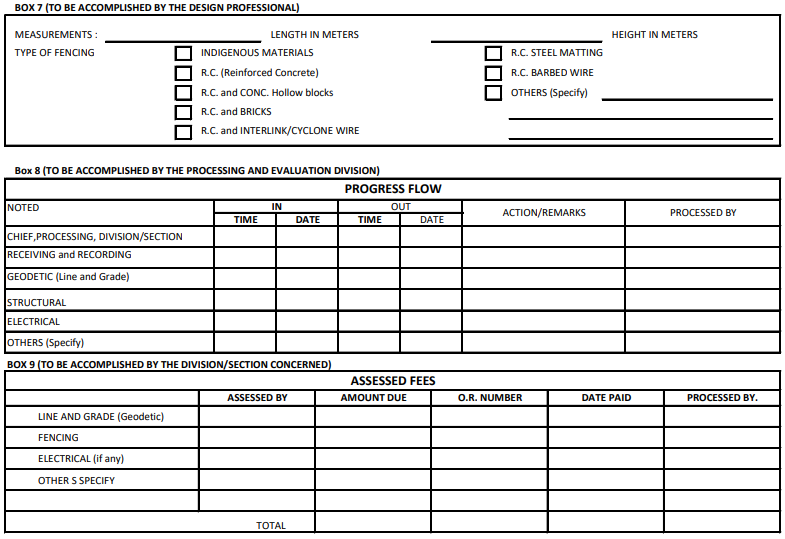 BOX 7 (TO BE ACCOMPLISHED BY THE DESIGN PROFESSIONAL)
MEASUREMENTS : LENGTH IN METERS HEIGHT IN METERS
TYPE OF FENCING INDIGENOUS MATERIALS R.C. STEEL MATTING
R.C. (Reinforced Concrete) R.C. BARBED WIRE
R.C. and CONC. Hollow blocks OTHERS (Specify)
R.C. and BRICKS
R.C. and INTERLINK/CYCLONE WIRE
Box 8 (TO BE ACCOMPLISHED BY THE PROCESSING AND EVALUATION DIVISION)
PROGRESS FLOW
NOTED IN OUT ACTION/REMARKS PROCESSED BY
TIME DATE TIME DATE
CHIEF,PROCESSING, DIVISION/SECTION
RECEIVING and RECORDING
GEODETIC (Line and Grade)
STRUCTURAL
ELECTRICAL
OTHERS (Specify)
BOX 9 (TO BE ACCOMPLISHED BY THE DIVISION/SECTION CONCERNED)
ASSESSED FEES
ASSESSED BY AMOUNT DUE O.R. NUMBER DATE PAID PROCESSED BY.
LINE AND GRADE (Geodetic)
FENCING
ELECTRICAL (if any)
OTHER S SPECIFY
TOTAL